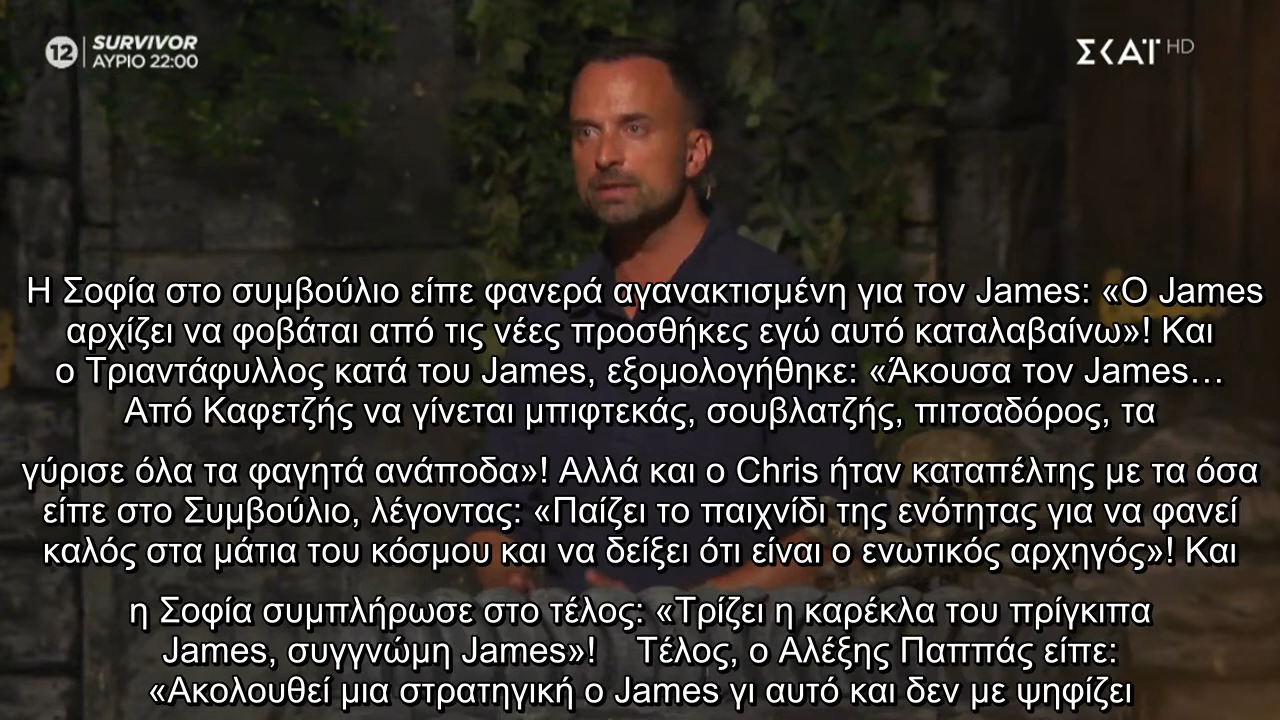 12 SURVIVOR
ΑΥΡΙΟ 22:00
ΣΚΑΪ HD
Η Σοφία στο συμβούλιο είπε φανερά αγανακτισμένη για τον James: «Ο James
αρχίζει να φοβάται από τις νέες προσθήκες εγώ αυτό καταλαβαίνω»! Και
ο Τριαντάφυλλος κατά του James, εξομολογήθηκε: «Άκουσα τον James…
Από Καφετζής να γίνεται μπιφτεκάς, σουβλατζής, πιτσαδόρος, τα
γύρισε όλα τα φαγητά ανάποδα»! Αλλά και ο Chris ήταν καταπέλτης με τα όσα
είπε στο Συμβούλιο, λέγοντας: «Παίζει το παιχνίδι της ενότητας για να φανεί
καλός στα μάτια του κόσμου και να δείξει ότι είναι ο ενωτικός αρχηγός»! Και
η Σοφία συμπλήρωσε στο τέλος: «Τρίζει η καρέκλα του πρίγκιπα
James, συγγνώμη James»! Τέλος, ο Αλέξης Παππάς είπε:
«Ακολουθεί μια στρατηγική ο James γι αυτό και δεν με ψηφίζει